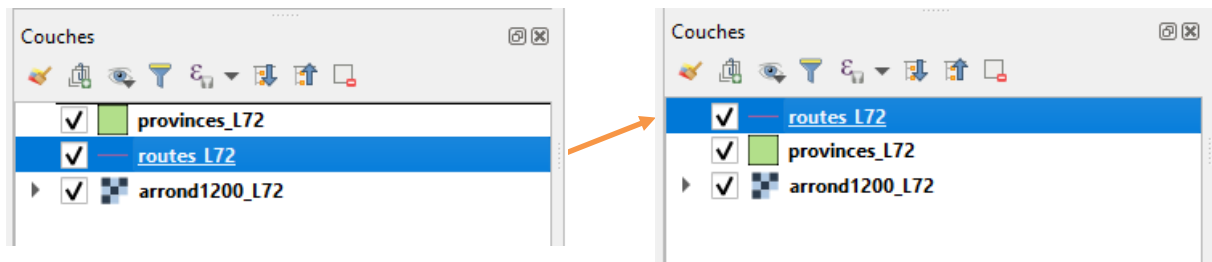 Couches
provinces_L72
routes_L72
arrond1200_L72
Couches
routes_L72
provinces_L72
arrond1200_L72